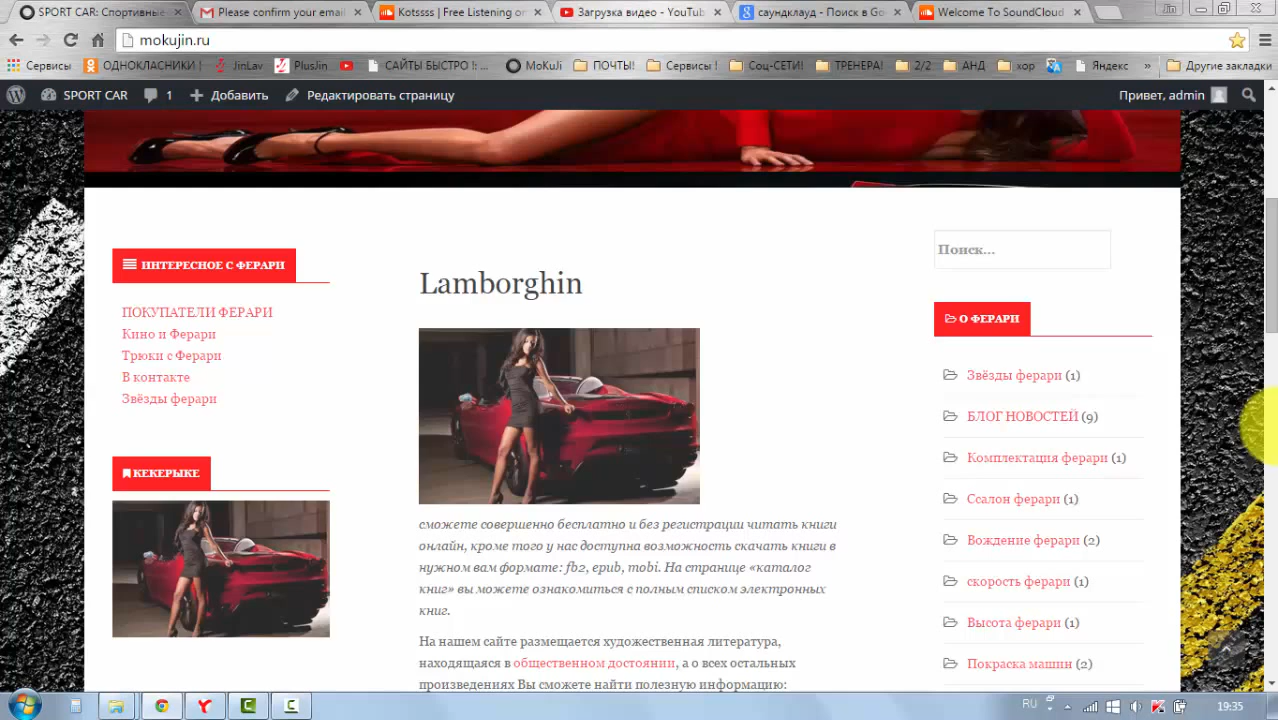 SPORT CAR: Спортивные
Please confirm your email
Kotssss | Free Listening or
Загрузка видео - YouTube
саундклауд - Поиск в Go
Welcome To SoundCloud
mokujin.ru
Сервисы
ОДНОКЛАСНИКИ !
JinLav
PlusJin
САЙТЫ БЫСТРО !: ...
MoKuJi
ПОЧТЫ!
Сервисы !
Соц-СЕТИ!
ТРЕНЕРА!
2/2
АНД
хор
Яндекс
»
Другие закладки
SPORT CAR
1
Добавить
Редактировать страницу
Привет, admin
ИНТЕРЕСНОЕ С ФЕРАРИ
ПОКУПАТЕЛИ ФЕРАРИ
Кино и Ферари
Трюки с Ферари
В контакте
Звёзды ферари
КЕКЕРЫКЕ
Lamborghin
сможете совершенно бесплатно и без регистрации читать книги
онлайн, кроме того у нас доступна возможность скачать книги в
нужном вам формате: fb2, epub, mobi. На странице «каталог
книг» вы можете ознакомиться с полным списком электронных
книг.
На нашем сайте размещается художественная литература,
находящаяся в общественном достоянии, а о всех остальных
произведениях Вы сможете найти полезную информацию:
Поиск...
О ФЕРАРИ
Звёзды ферари (1)
БЛОГ НОВОСТЕЙ (9)
Комплектация ферари (1)
Ссалон ферари (1)
Вождение ферари (2)
скорость ферари (1)
Высота ферари (1)
Покраска машин (2)
RU
19:35